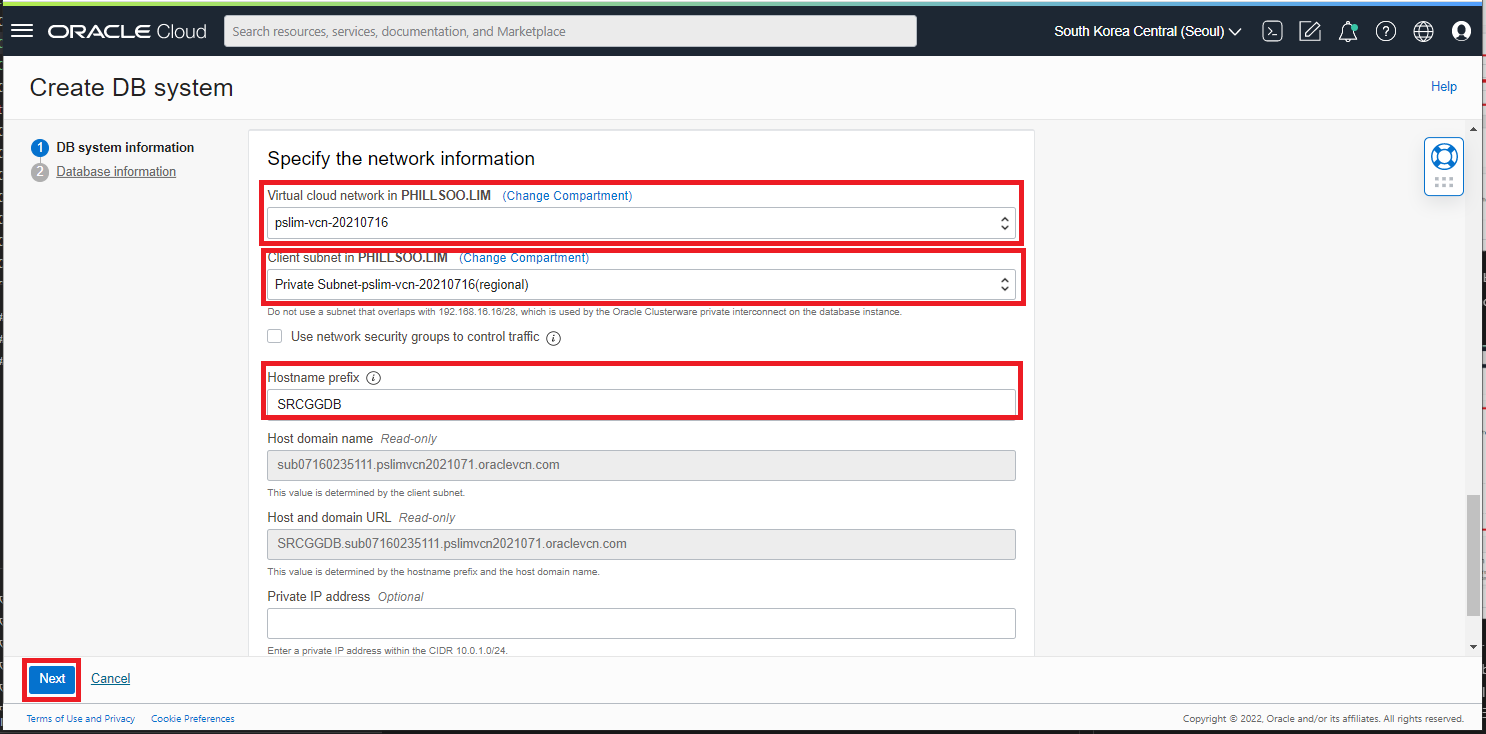 ORACLE Cloud
Search resources, services, documentation, and Marketplace
South Korea Central (Seoul)
Create DB system
Help
1 DB system information
2 Database information
Specify the network information
Virtual cloud network in PHILLSOO.LIM (Change Compartment)
pslim-vcn-20210716
Client subnet in PHILLSOO.LIM (Change Compartment)
Private Subnet-pslim-vcn-20210716(regional)
Do not use a subnet that overlaps with 192.168.16.16/28, which is used by the Oracle Clusterware private interconnect on the database instance.
Use network security groups to control traffic
Hostname prefix
SRCGGDB
Host domain name Read-only
sub07160235111.pslimvcn2021071.oraclevcn.com
This value is determined by the client subnet.
Host and domain URL Read-only
SRCGGDB.sub07160235111.pslimvcn2021071.oraclevcn.com
This value is determined by the hostname prefix and the host domain name.
Private IP address Optional
Enter a private IP address within the CIDR 10.0.1.0/24.
Next Cancel
Terms of Use and Privacy Cookie Preferences
Copyright © 2022, Oracle and/or its affiliates. All rights reserved.